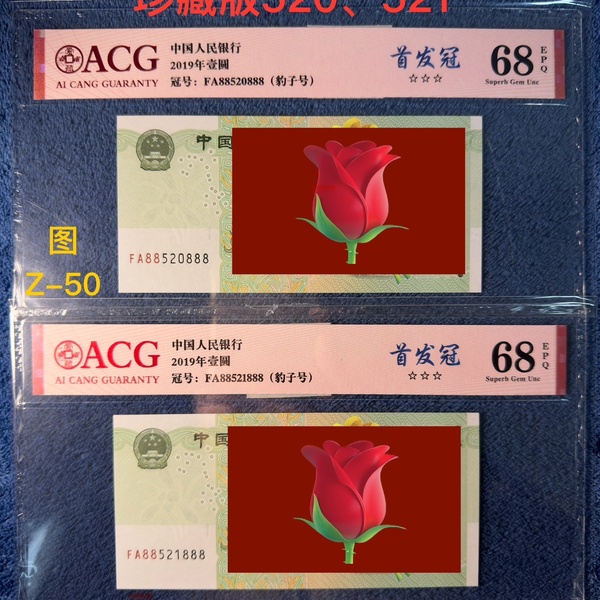 珍藏版520、521
ACG
AI CANG GUARANTY
中国人民银行
2019年壹圆
冠号：FA88520888（豹子号）
首发冠
☆☆☆
68
EPQ
Superb Gem Unc
中国
FA88520888
图
Z-50
ACG
AI CANG GUARANTY
中国人民银行
2019年壹圆
冠号：FA88521888（豹子号）
首发冠
☆☆☆
68
EPQ
Superb Gem Unc
中国
FA88521888